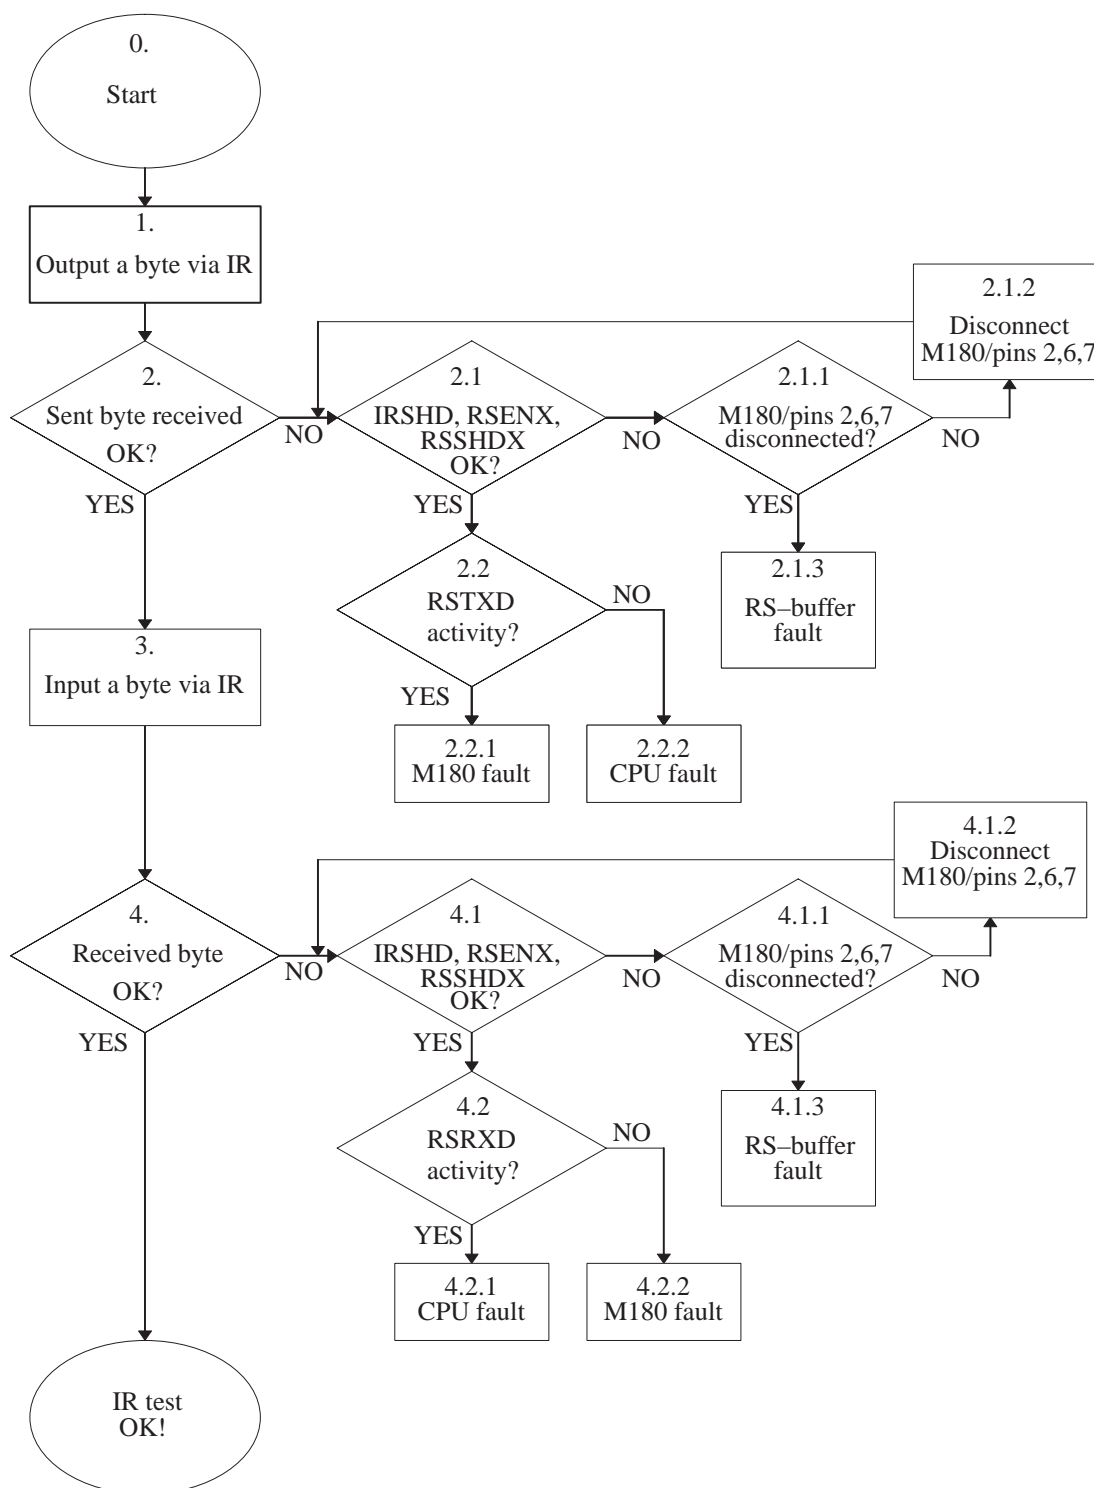 0.
Start
1.
Output a byte via IR
2.1.2
Disconnect
M180/pins 2,6,7
2.
Sent byte received
OK?
NO
YES
2.1
IRSHD, RSENX,
RSSHDX
OK?
NO
YES
2.1.1
M180/pins 2,6,7
disconnected?
NO
YES
2.2
RSTXD
activity?
NO
YES
2.1.3
RS–buffer
fault
3.
Input a byte via IR
2.2.1
M180 fault
2.2.2
CPU fault
4.1.2
Disconnect
M180/pins 2,6,7
4.
Received byte
OK?
NO
YES
4.1
IRSHD, RSENX,
RSSHDX
OK?
NO
YES
4.1.1
M180/pins 2,6,7
disconnected?
NO
YES
4.2
RSRXD
activity?
NO
YES
4.1.3
RS–buffer
fault
4.2.1
CPU fault
4.2.2
M180 fault
IR test
OK!